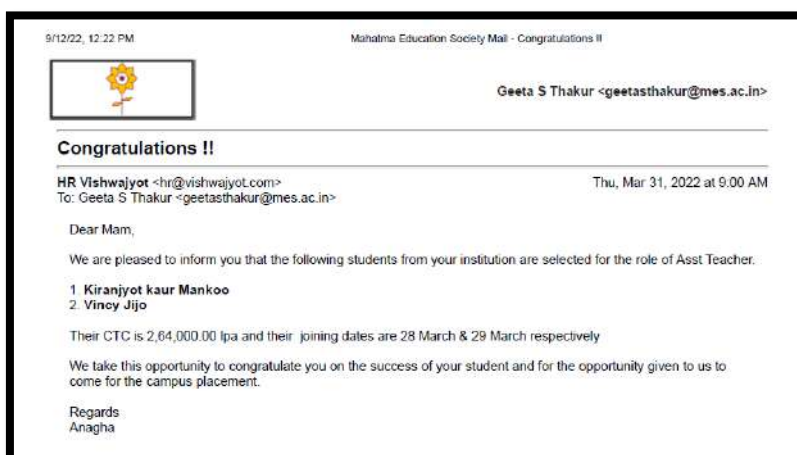 9/12/22, 12:22 PM Mahatma Education Society Mail - Congratulations !!
Geeta S Thakur <geetasthakur@mes.ac.in>
Congratulations !!
HR Vishwajyot <hr@vishwajyot.com> Thu, Mar 31, 2022 at 9:00 AM
To: Geeta S Thakur <geetasthakur@mes.ac.in>
Dear Mam,
We are pleased to inform you that the following students from your institution are selected for the role of Asst Teacher.
1. Kiranjyot kaur Mankoo
2. Vincy Jijo
Their CTC is 2,64,000.00 lpa and their joining dates are 28 March & 29 March respectively
We take this opportunity to congratulate you on the success of your student and for the opportunity given to us to
come for the campus placement.
Regards
Anagha